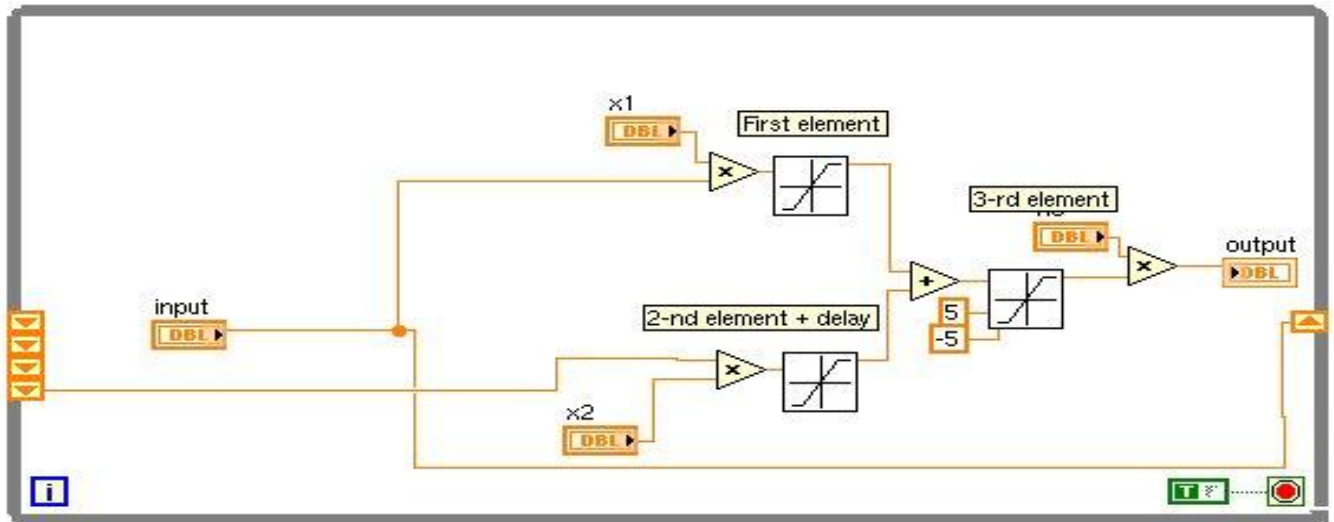 x1
DBL
First element
3-rd element
DBL
output
DBL
input
DBL
2-nd element + delay
5
-5
x2
DBL
i
T